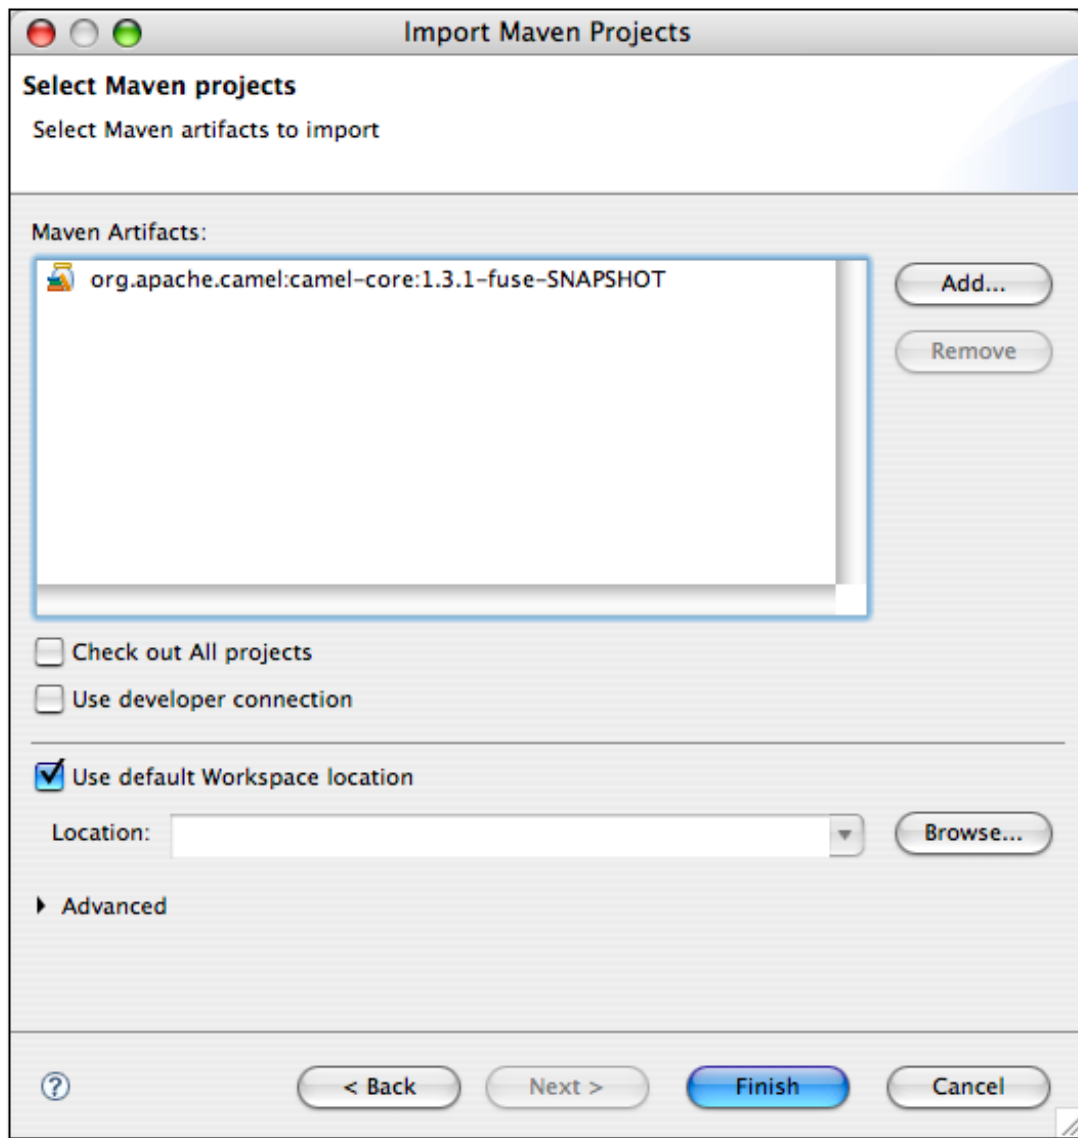 Import Maven Projects
Select Maven projects
Select Maven artifacts to import
Maven Artifacts:
org.apache.camel:camel-core:1.3.1-fuse-SNAPSHOT
Add...
Remove
Check out All projects
Use developer connection
Use default Workspace location
Location:
Browse...
Advanced
?
< Back
Next >
Finish
Cancel